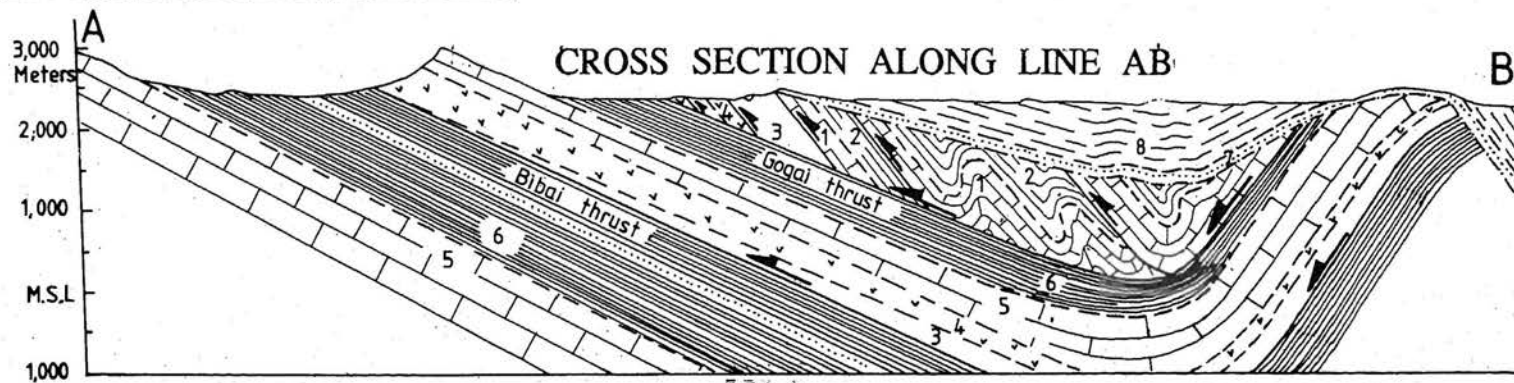 A
3,000
Meters
CROSS SECTION ALONG LINE AB
B
2,000
1,000
M.S.L
1,000
Bibai thrust
Gogai thrust
6
5
3
4
5
6
3
1
2
1
2
1
7
8